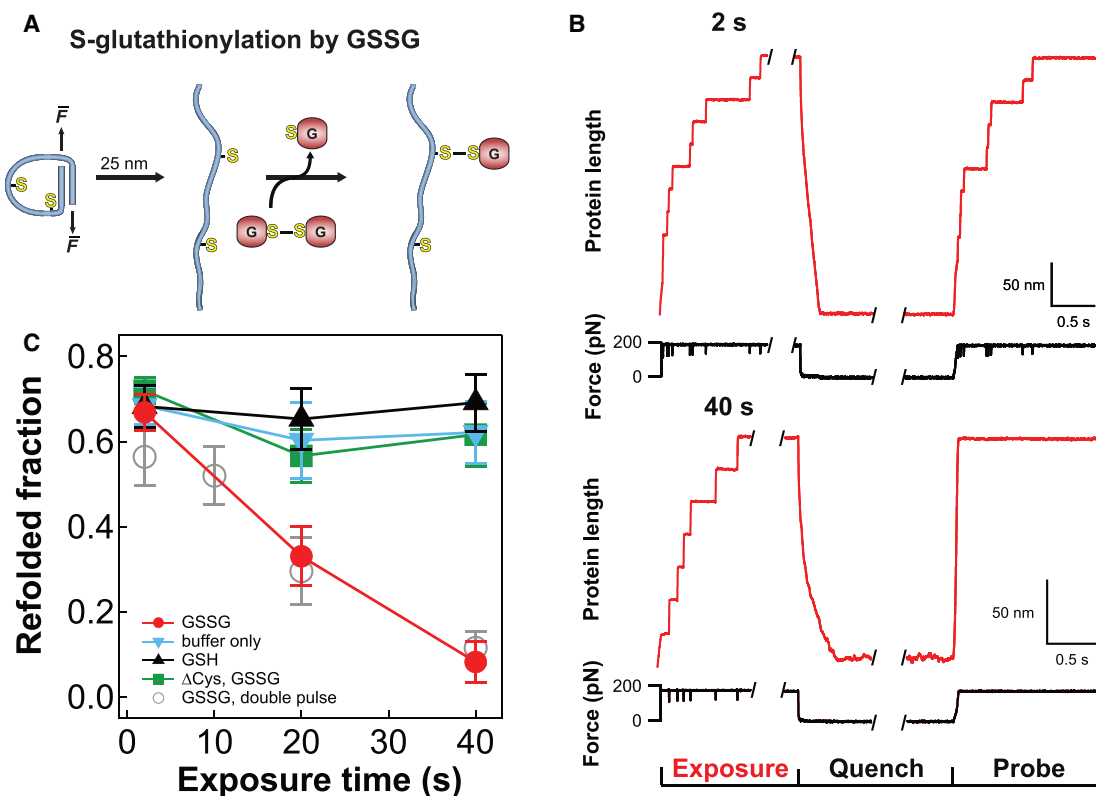 A
S-glutathionylation by GSSG
F
S
S
F
25 nm
S
S
S G
G S S G
S S G
S
B
2 s
Protein length
50 nm
0.5 s
Force (pN)
200
0
40 s
Protein length
50 nm
0.5 s
Force (pN)
200
0
Exposure
Quench
Probe
C
Refolded fraction
0.8
0.6
0.4
0.2
0.0
GSSG
buffer only
GSH
ΔCys, GSSG
GSSG, double pulse
0
10
20
30
40
Exposure time (s)